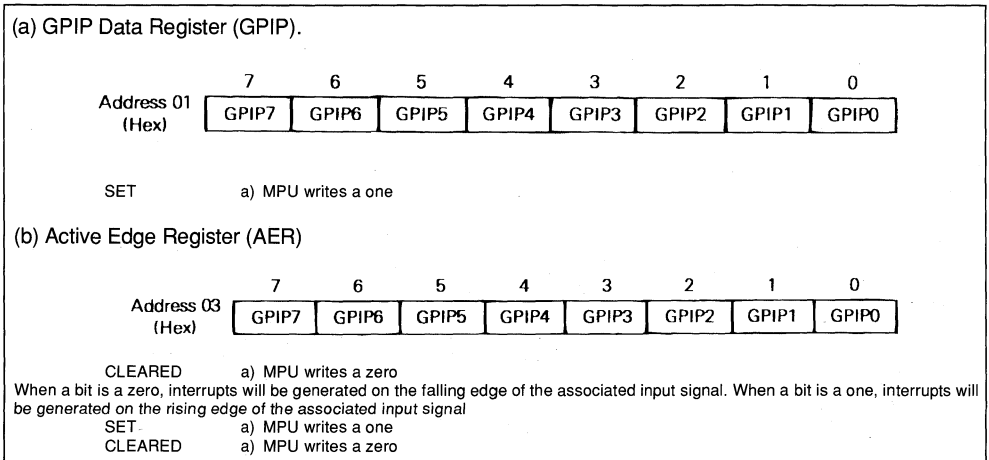 (a) GPIP Data Register (GPIP).
7 6 5 4 3 2 1 0
Address 01
(Hex)
GPIP7 GPIP6 GPIP5 GPIP4 GPIP3 GPIP2 GPIP1 GPIP0
SET a) MPU writes a one
(b) Active Edge Register (AER)
7 6 5 4 3 2 1 0
Address 03
(Hex)
GPIP7 GPIP6 GPIP5 GPIP4 GPIP3 GPIP2 GPIP1 GPIP0
CLEARED a) MPU writes a zero
When a bit is a zero, interrupts will be generated on the falling edge of the associated input signal. When a bit is a one, interrupts will
be generated on the rising edge of the associated input signal
SET a) MPU writes a one
CLEARED a) MPU writes a zero